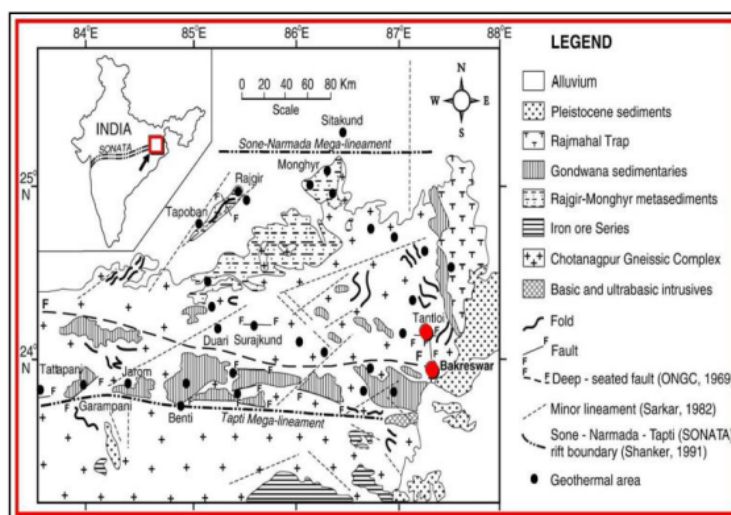 84°E
85°E
86°E
87°E
88°E
INDIA
SONATA
0 20 40 60 80 Km
Scale
N
W E
S
Sitakund
Sone-Narmada Mega-lineament
Monghyr
25°
N
25°
N
Rajgir
Tapoban
F
F
Tantloi
F
F
F F
Duari Surajkund
24°
N
24°
N
Tattapani
Jarom
Bakreswar
F
F
F
F
F
F
Garampani
Benti
Tapti Mega-lineament
LEGEND
Alluvium
Pleistocene sediments
Rajmahal Trap
Gondwana sedimentaries
Rajgir-Monghyr metasediments
Iron ore Series
Chotanagpur Gneissic Complex
Basic and ultrabasic intrusives
Fold
F Fault
F
Deep - seated fault (ONGC, 1969
Minor lineament (Sarkar, 1982)
Sone - Narmada - Tapti (SONATA)
rift boundary (Shanker, 1991)
Geothermal area